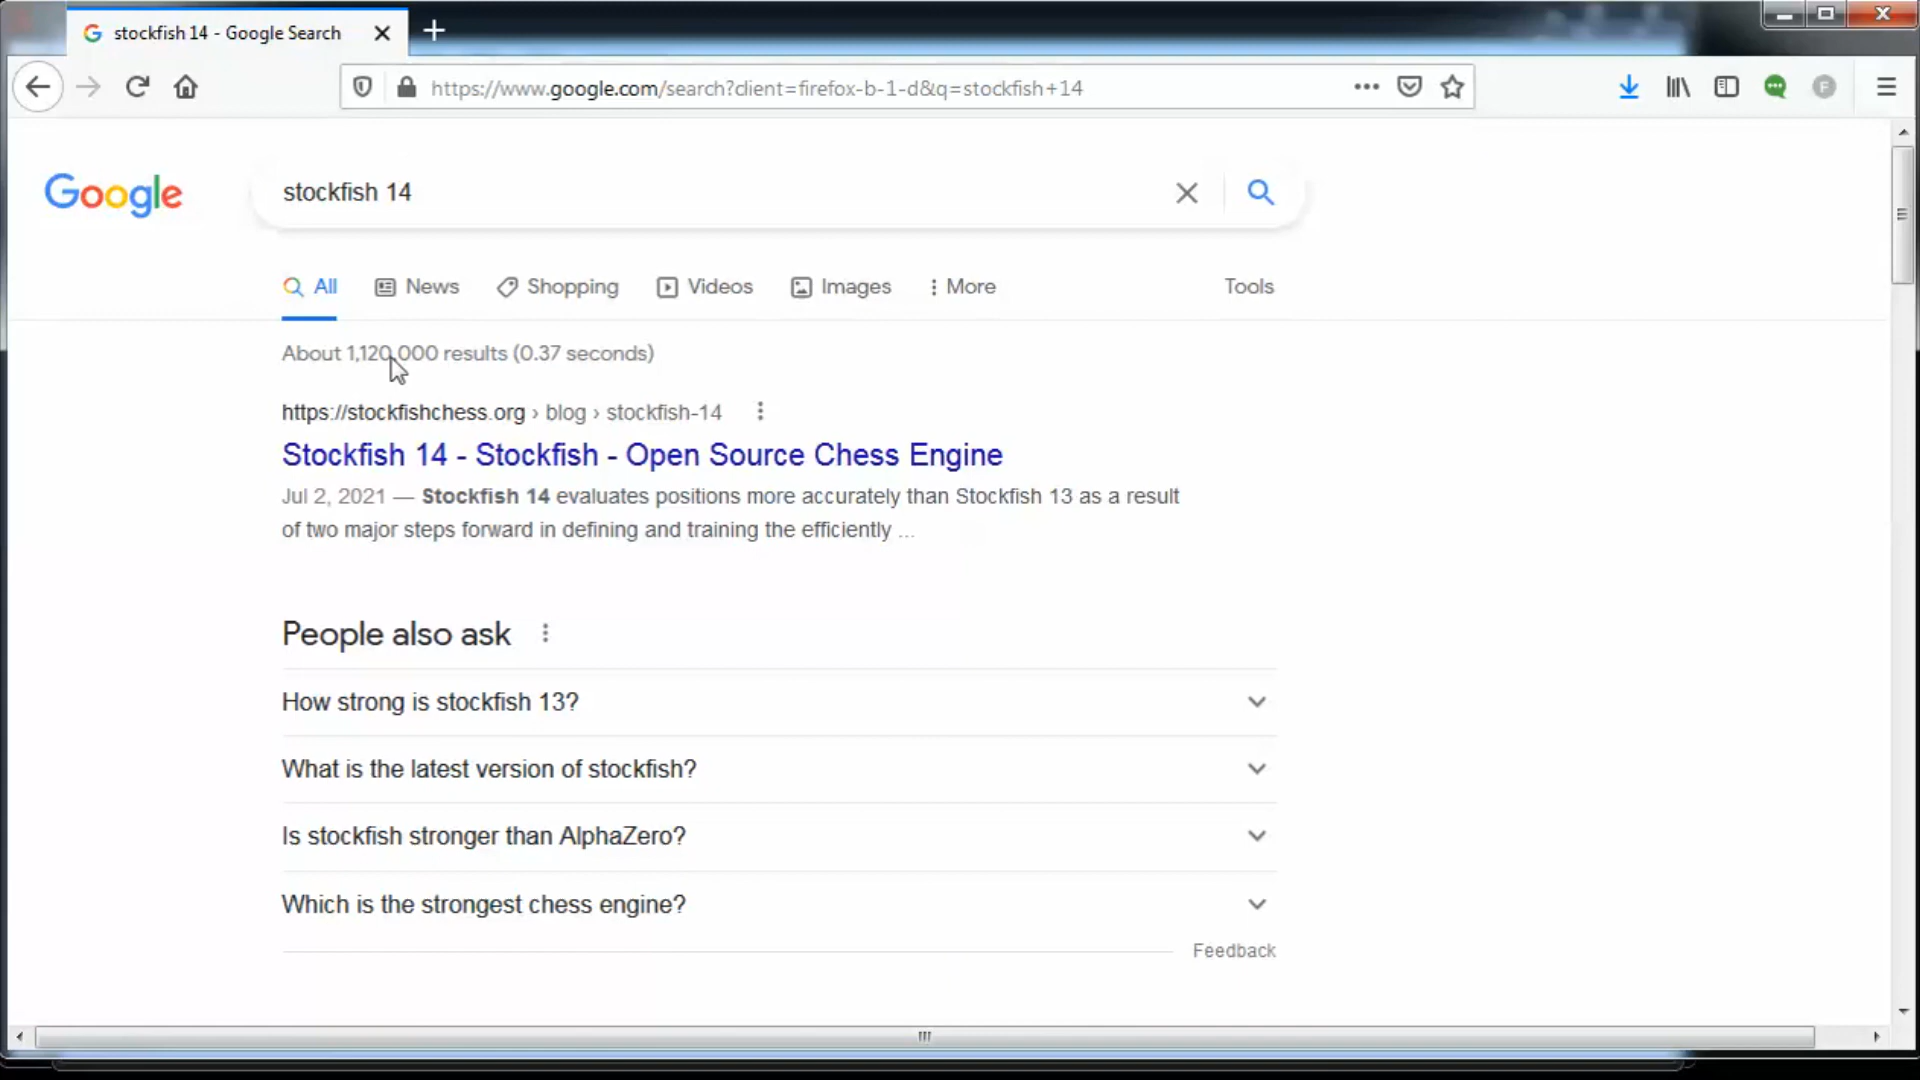 stockfish 14 - Google Search
https://www.google.com/search?client=firefox-b-1-d&q=stockfish+14
F
Google
stockfish 14
All News Shopping Videos Images More Tools
About 1,120,000 results (0.37 seconds)
https://stockfishchess.org › blog › stockfish-14
Stockfish 14 - Stockfish - Open Source Chess Engine
Jul 2, 2021 — Stockfish 14 evaluates positions more accurately than Stockfish 13 as a result
of two major steps forward in defining and training the efficiently ...
People also ask
How strong is stockfish 13?
What is the latest version of stockfish?
Is stockfish stronger than AlphaZero?
Which is the strongest chess engine?
Feedback